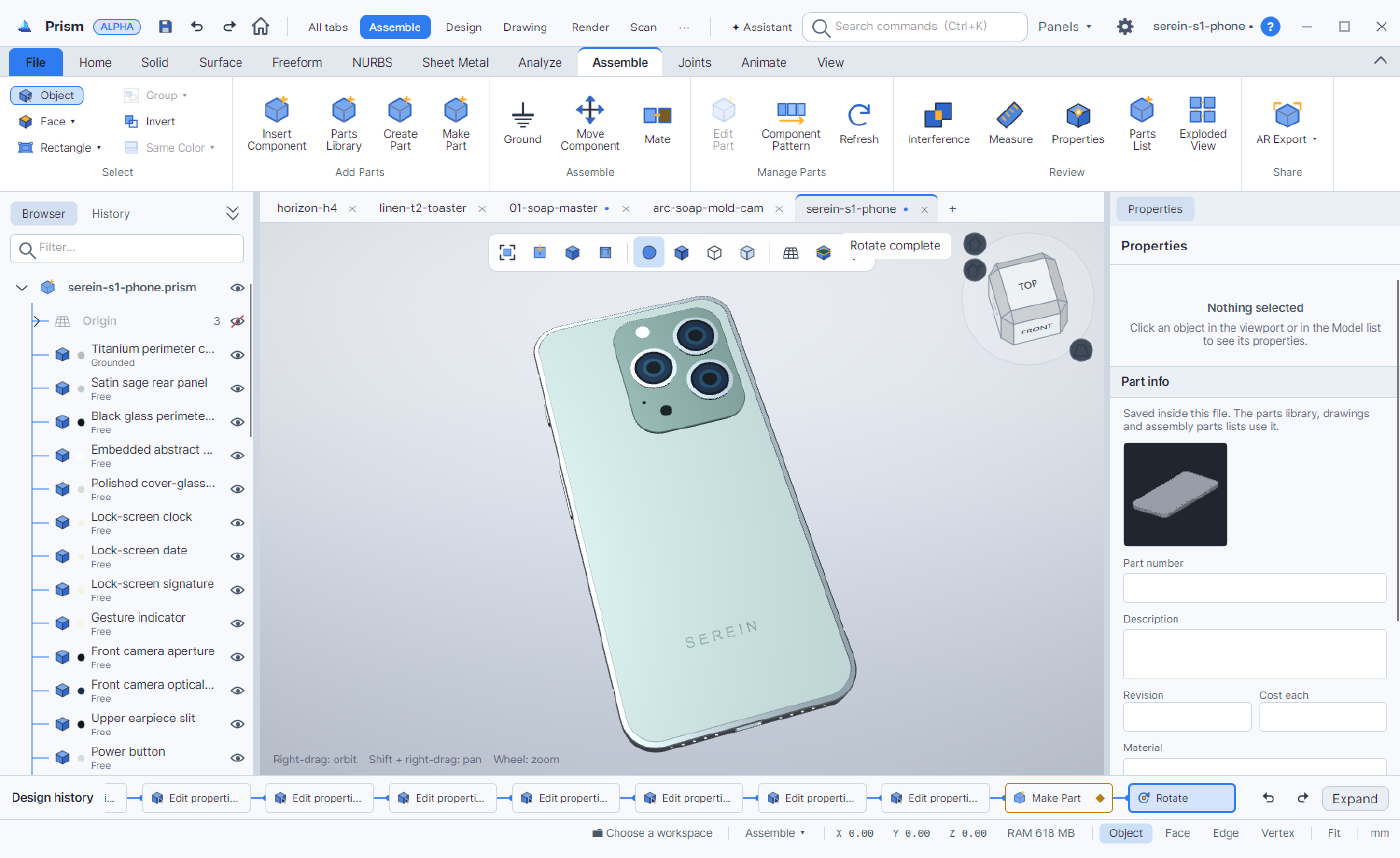 Prism ALPHA All tabs Assemble Design Drawing Render Scan ··· Assistant Search commands (Ctrl+K) Panels serein-s1-phone • ?
File Home Solid Surface Freeform NURBS Sheet Metal Analyze Assemble Joints Animate View
Object Group
Face Invert
Rectangle Same Color
Select
Insert Component
Parts Library
Create Part
Make Part
Add Parts
Ground
Move Component
Mate
Assemble
Edit Part
Component Pattern
Refresh
Manage Parts
Interference
Measure
Properties
Parts List
Exploded View
Review
AR Export
Share
Browser History
Filter...
serein-s1-phone.prism
Origin 3
Titanium perimeter c...
Grounded
Satin sage rear panel
Free
Black glass perimete...
Free
Embedded abstract ...
Free
Polished cover-glass...
Free
Lock-screen clock
Free
Lock-screen date
Free
Lock-screen signature
Free
Gesture indicator
Free
Front camera aperture
Free
Front camera optical...
Free
Upper earpiece slit
Free
Power button
Free
horizon-h4 linen-t2-toaster 01-soap-master • arc-soap-mold-cam serein-s1-phone • +
Rotate complete
TOP
FRONT
SEREIN
Right-drag: orbit Shift + right-drag: pan Wheel: zoom
Properties
Properties
Nothing selected
Click an object in the viewport or in the Model list
to see its properties.
Part info
Saved inside this file. The parts library, drawings
and assembly parts lists use it.
Part number
Description
Revision Cost each
Material
Design history i... Edit properti... Edit properti... Edit properti... Edit properti... Edit properti... Edit properti... Edit properti... Make Part Rotate Expand
Choose a workspace Assemble X 0.00 Y 0.00 Z 0.00 RAM 618 MB Object Face Edge Vertex Fit mm